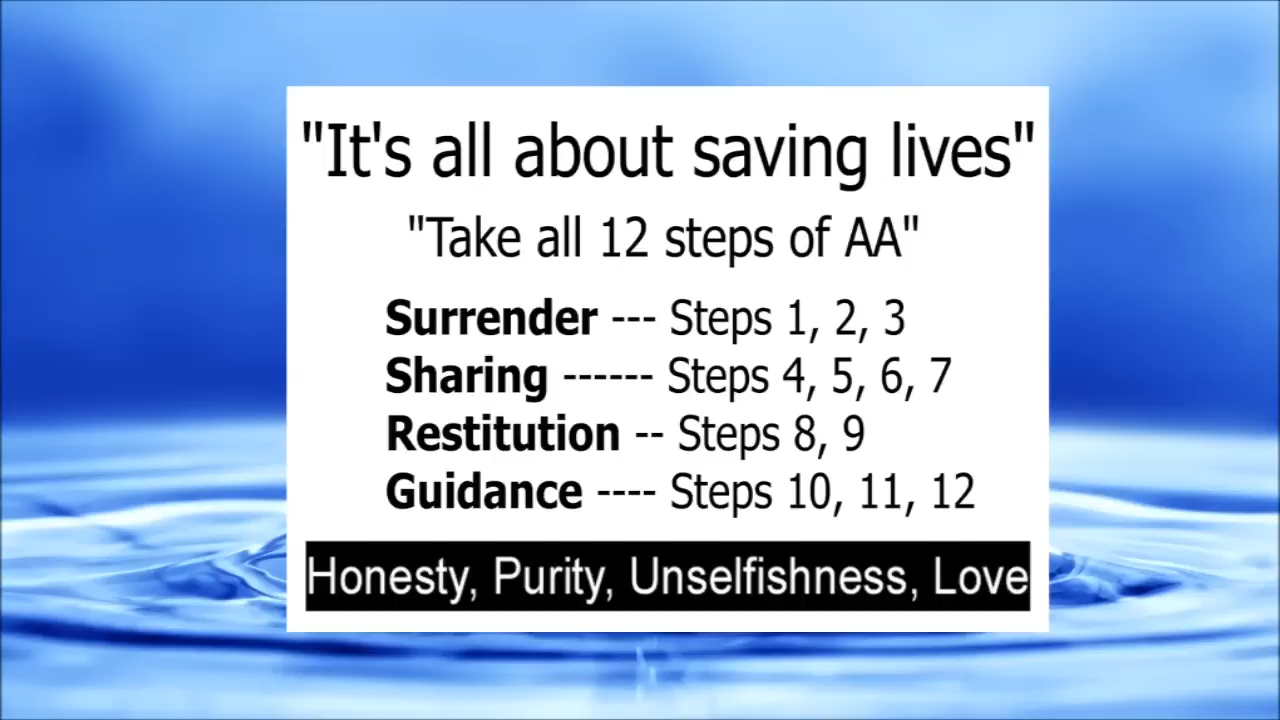 "It's all about saving lives"
"Take all 12 steps of AA"
Surrender --- Steps 1, 2, 3
Sharing ------ Steps 4, 5, 6, 7
Restitution -- Steps 8, 9
Guidance ---- Steps 10, 11, 12
Honesty, Purity, Unselfishness, Love